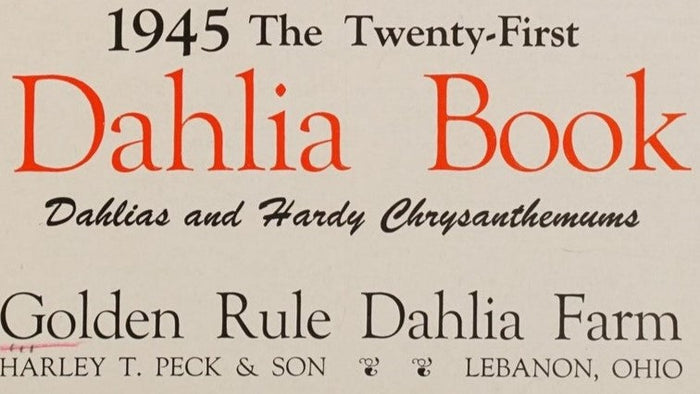 1945 The Twenty-First
Dahlia Book
Dahlias and Hardy Chrysanthemums
Golden Rule Dahlia Farm
HARLEY T. PECK & SON LEBANON, OHIO